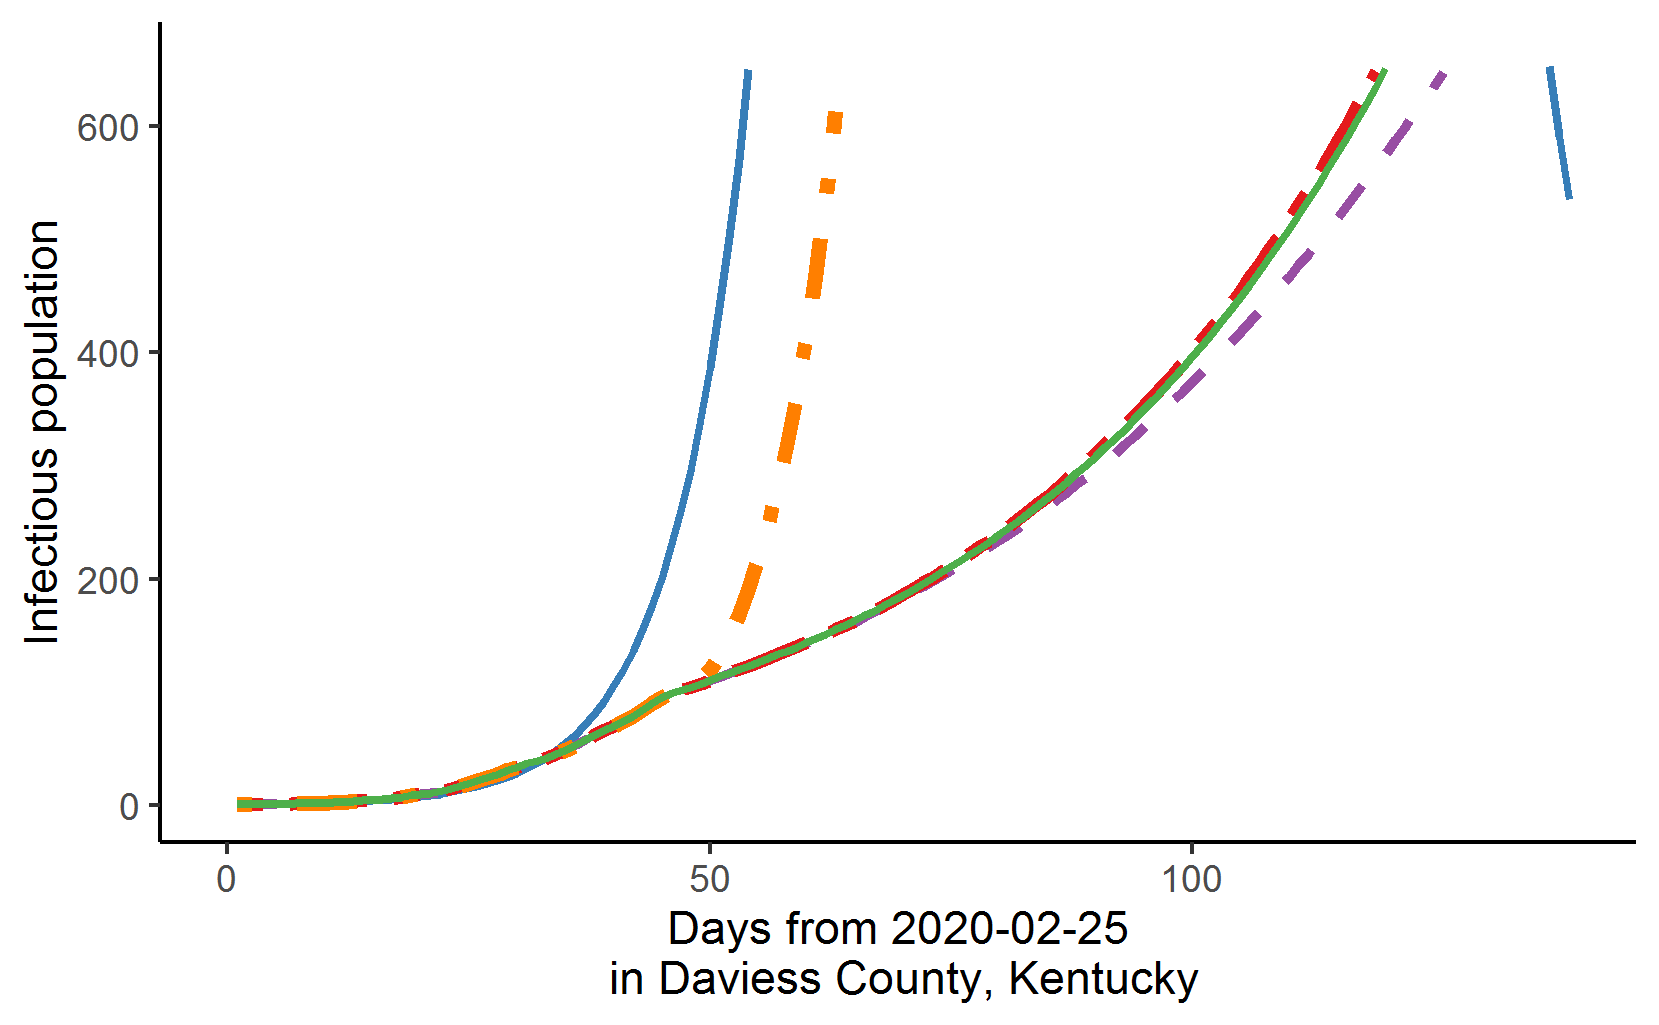 Infectious population
600
400
200
0
0 50 100
Days from 2020-02-25
in Daviess County, Kentucky